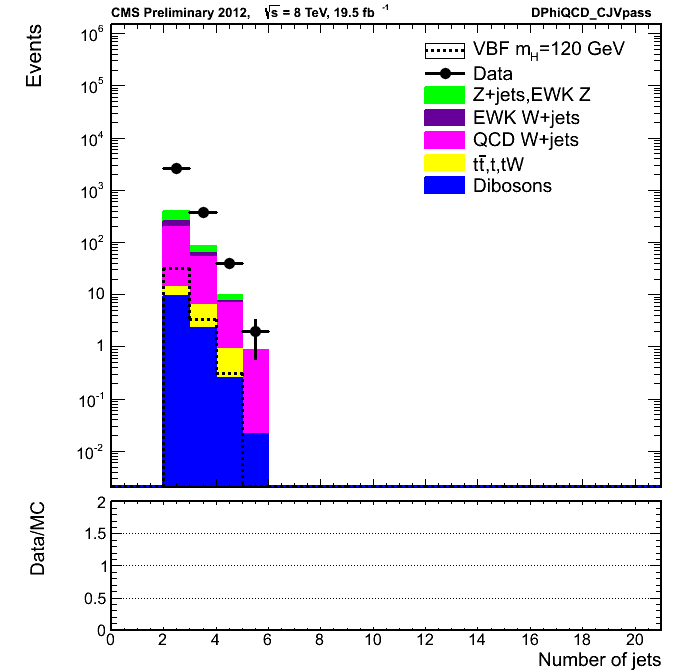 CMS Preliminary 2012, √s = 8 TeV, 19.5 fb⁻¹ DPhiQCD_CJVpass
Events
10⁶
10⁵
10⁴
10³
10²
10
1
10⁻¹
10⁻²
VBF m_H=120 GeV
Data
Z+jets,EWK Z
EWK W+jets
QCD W+jets
tt̄,t,tW
Dibosons
Data/MC
2
1.5
1
0.5
0
0 2 4 6 8 10 12 14 16 18 20
Number of jets